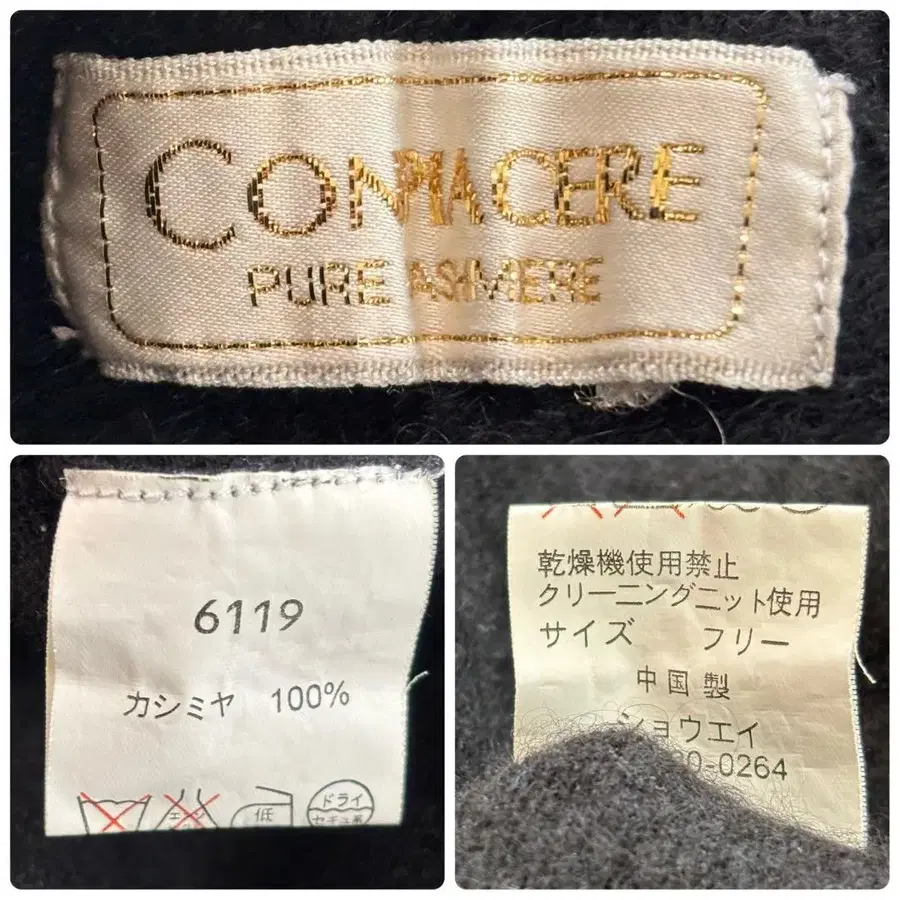 CONPIACERE
PURE CASHMERE
6119
カシミヤ 100%
低
ドライ
乾燥機使用禁止
クリーニングニット使用
サイズ フリー
中国製
ショウエイ
0-0264